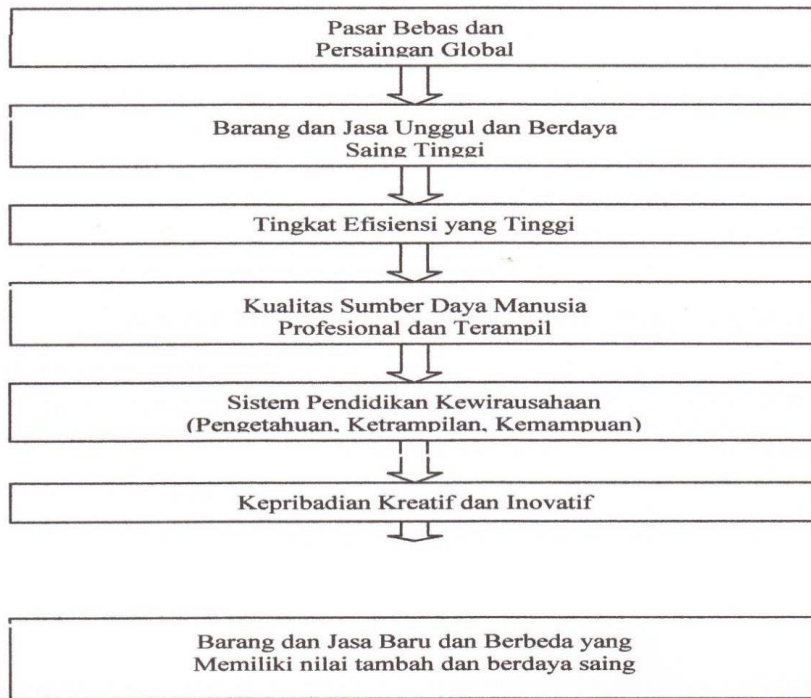 Pasar Bebas dan
Persaingan Global
Barang dan Jasa Unggul dan Berdaya
Saing Tinggi
Tingkat Efisiensi yang Tinggi
Kualitas Sumber Daya Manusia
Profesional dan Terampil
Sistem Pendidikan Kewirausahaan
(Pengetahuan, Ketrampilan, Kemampuan)
Kepribadian Kreatif dan Inovatif
Barang dan Jasa Baru dan Berbeda yang
Memiliki nilai tambah dan berdaya saing